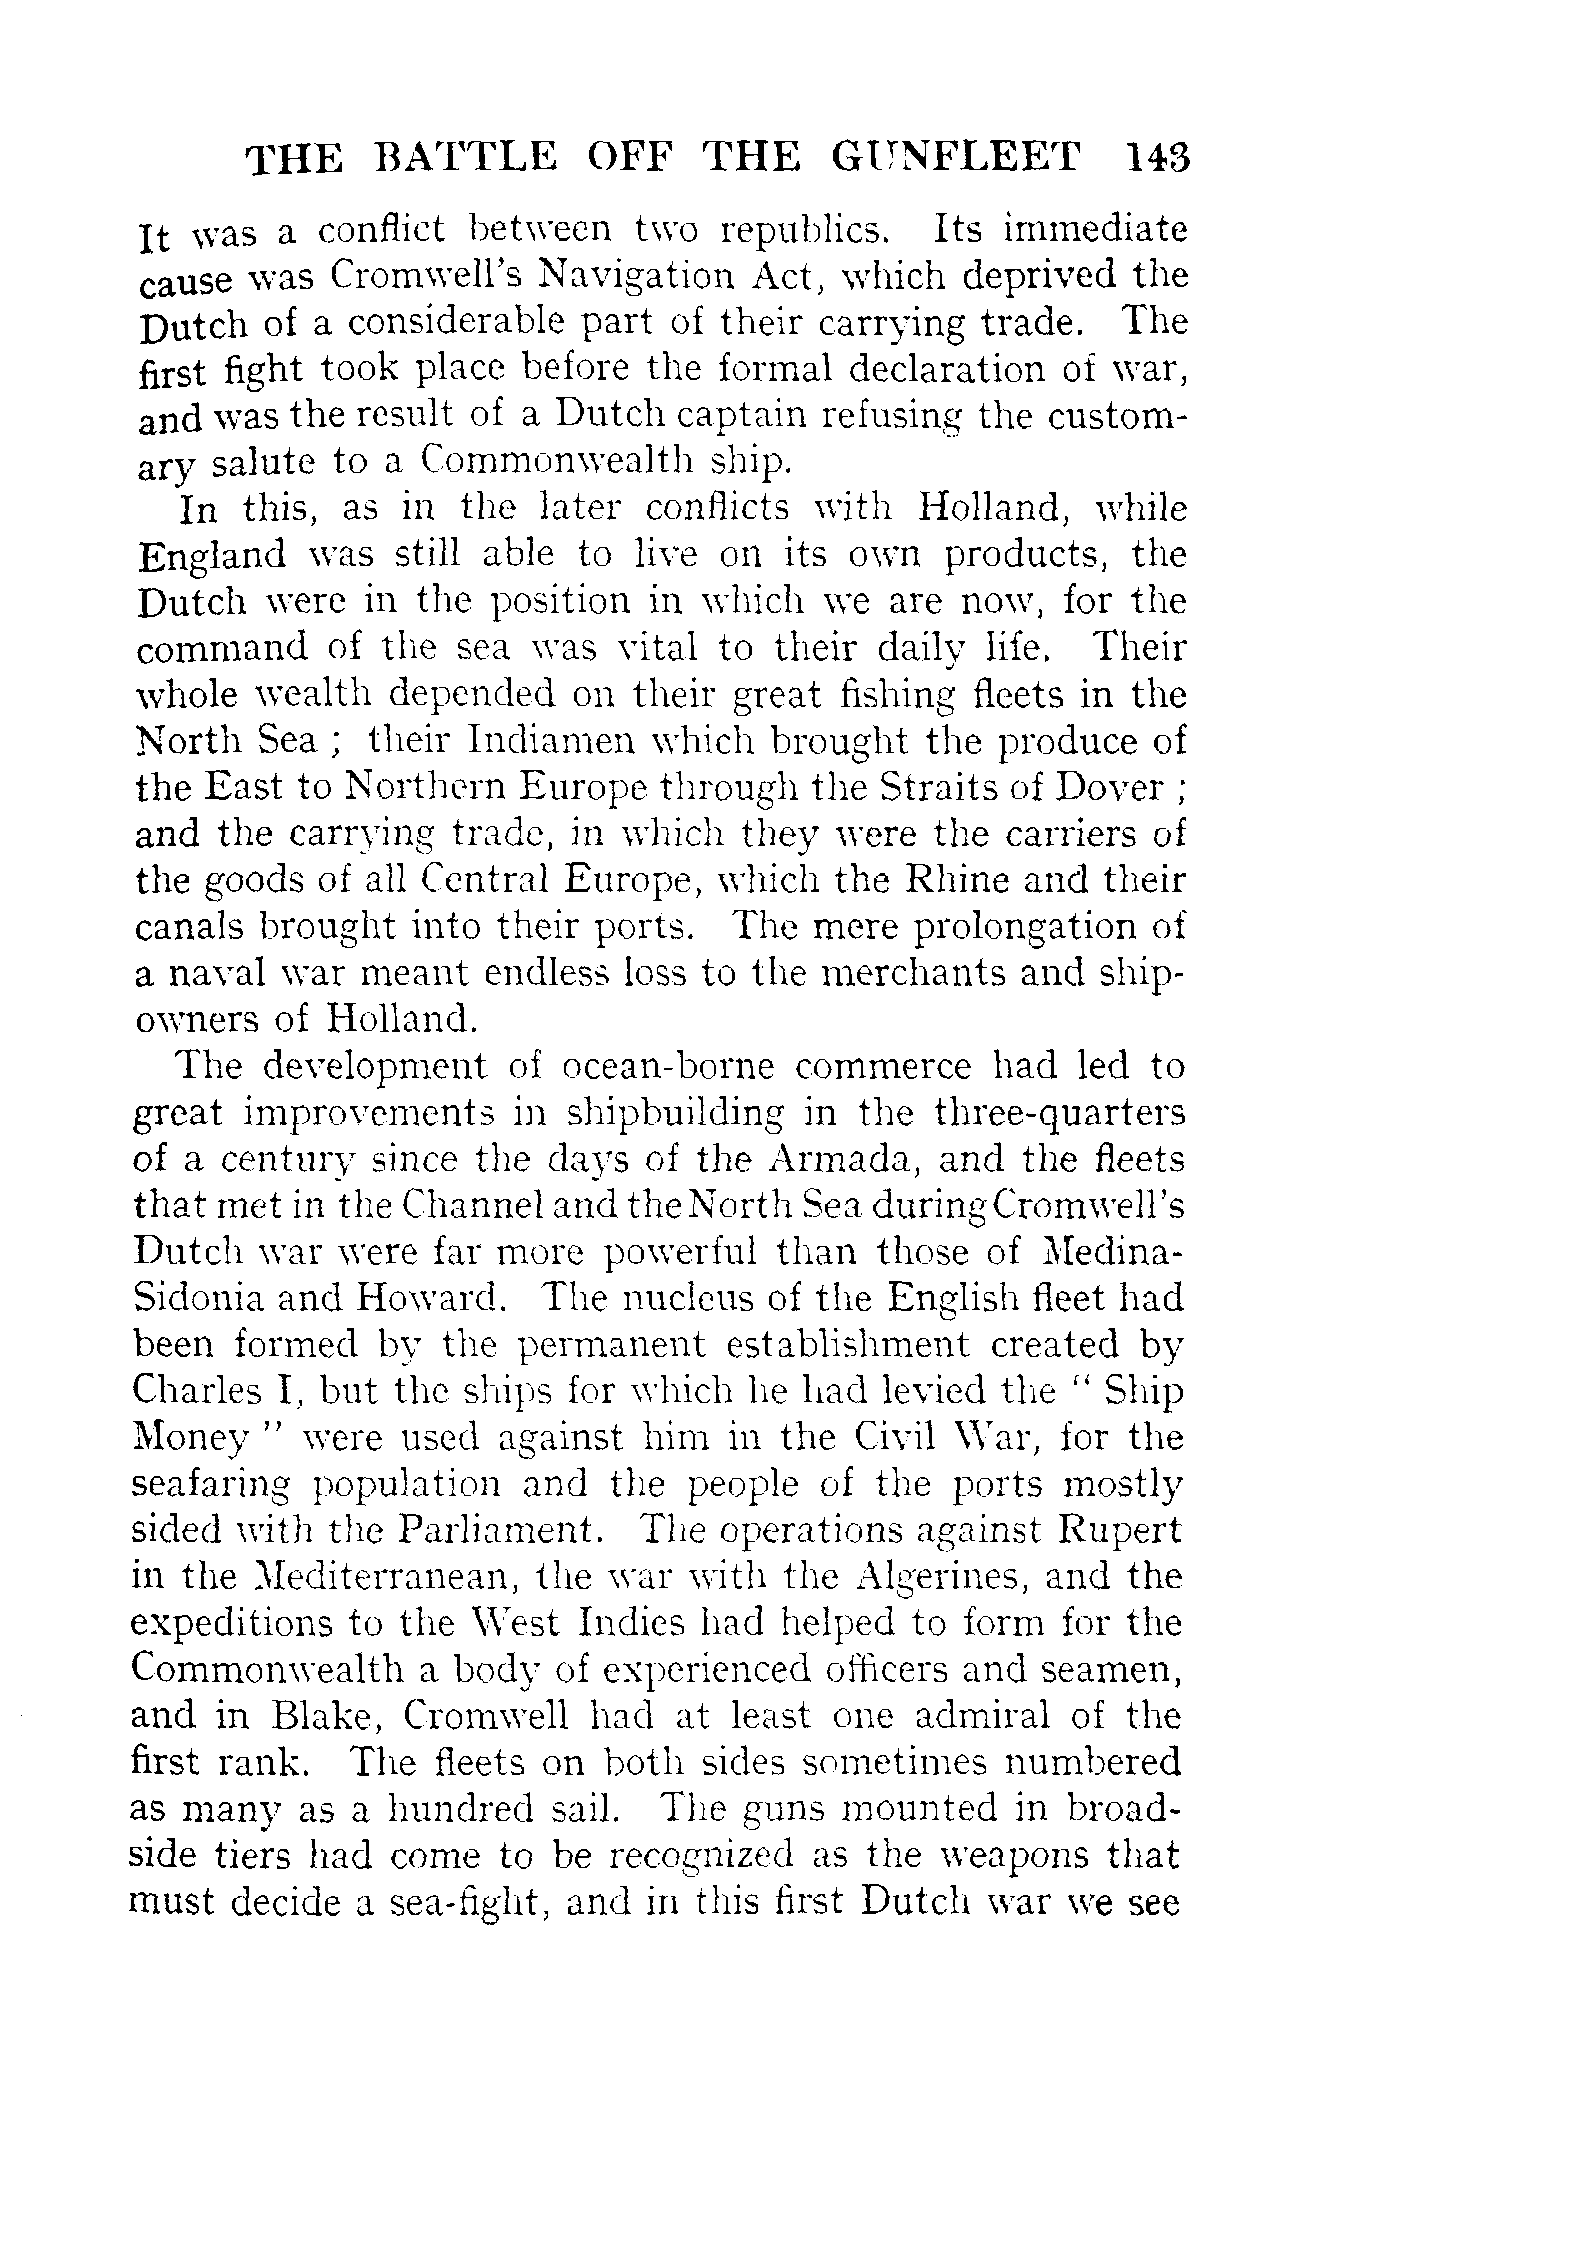 THE BATTLE OFF THE GUNFLEET 143
It was a conflict between two republics. Its immediate
cause was Cromwell's Navigation Act, which deprived the
Dutch of a considerable part of their carrying trade. The
first fight took place before the formal declaration of war,
and was the result of a Dutch captain refusing the custom-
ary salute to a Commonwealth ship.
In this, as in the later conflicts with Holland, while
England was still able to live on its own products, the
Dutch were in the position in which we are now, for the
command of the sea was vital to their daily life. Their
whole wealth depended on their great fishing fleets in the
North Sea ; their Indiamen which brought the produce of
the East to Northern Europe through the Straits of Dover ;
and the carrying trade, in which they were the carriers of
the goods of all Central Europe, which the Rhine and their
canals brought into their ports. The mere prolongation of
a naval war meant endless loss to the merchants and ship-
owners of Holland.
The development of ocean-borne commerce had led to
great improvements in shipbuilding in the three-quarters
of a century since the days of the Armada, and the fleets
that met in the Channel and the North Sea during Cromwell's
Dutch war were far more powerful than those of Medina-
Sidonia and Howard. The nucleus of the English fleet had
been formed by the permanent establishment created by
Charles I, but the ships for which he had levied the " Ship
Money " were used against him in the Civil War, for the
seafaring population and the people of the ports mostly
sided with the Parliament. The operations against Rupert
in the Mediterranean, the war with the Algerines, and the
expeditions to the West Indies had helped to form for the
Commonwealth a body of experienced officers and seamen,
and in Blake, Cromwell had at least one admiral of the
first rank. The fleets on both sides sometimes numbered
as many as a hundred sail. The guns mounted in broad-
side tiers had come to be recognized as the weapons that
must decide a sea-fight, and in this first Dutch war we see